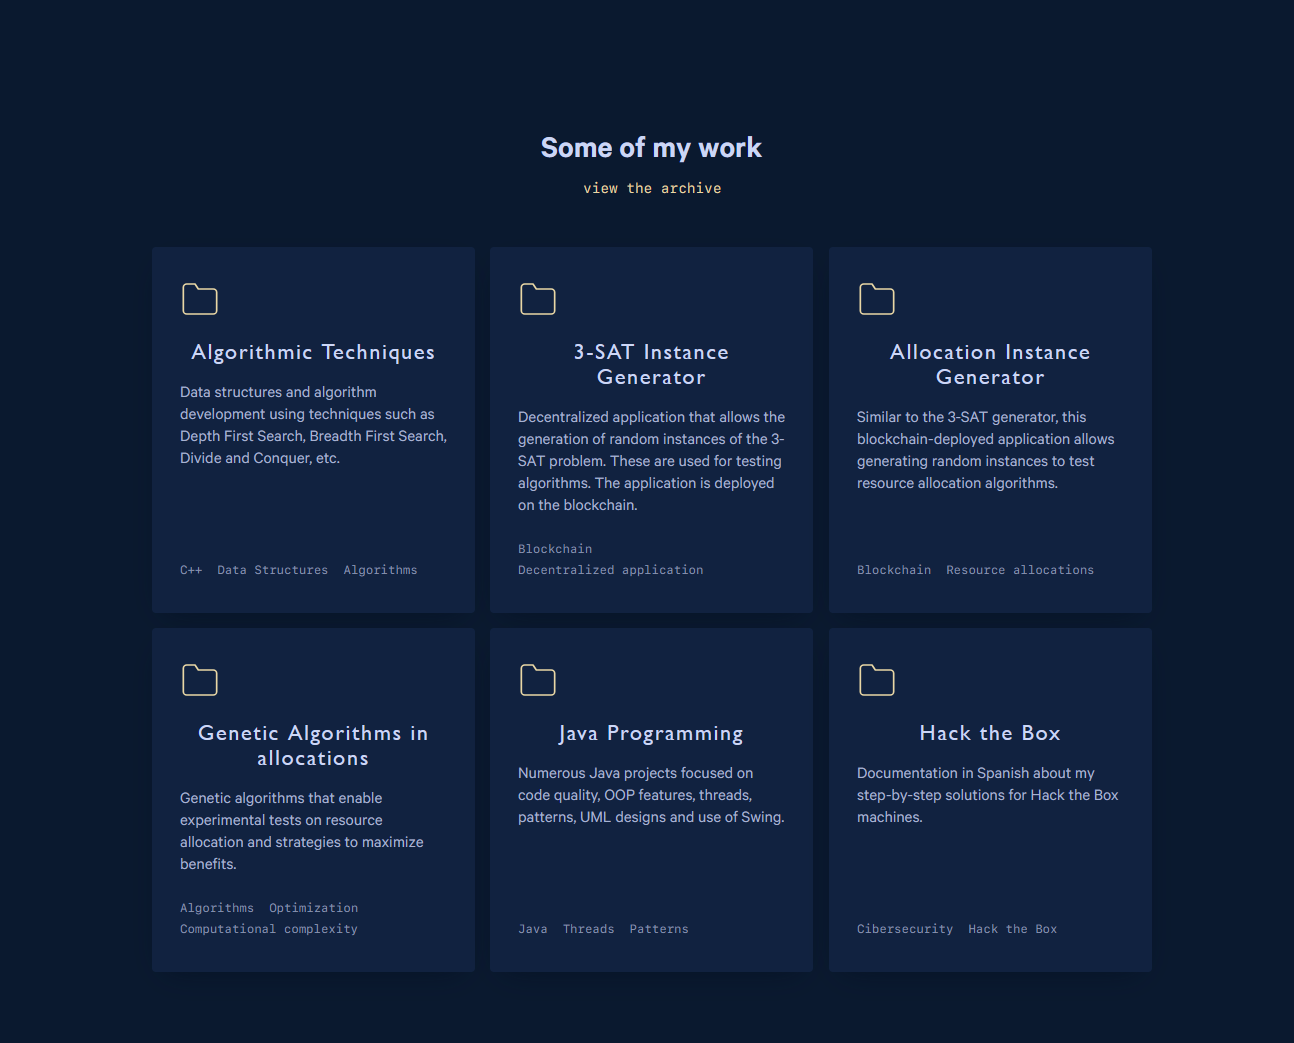 Some of my work
view the archive
Algorithmic Techniques
Data structures and algorithm
development using techniques such as
Depth First Search, Breadth First Search,
Divide and Conquer, etc.
C++ Data Structures Algorithms
3-SAT Instance
Generator
Decentralized application that allows the
generation of random instances of the 3-
SAT problem. These are used for testing
algorithms. The application is deployed
on the blockchain.
Blockchain
Decentralized application
Allocation Instance
Generator
Similar to the 3-SAT generator, this
blockchain-deployed application allows
generating random instances to test
resource allocation algorithms.
Blockchain Resource allocations
Genetic Algorithms in
allocations
Genetic algorithms that enable
experimental tests on resource
allocation and strategies to maximize
benefits.
Algorithms Optimization
Computational complexity
Java Programming
Numerous Java projects focused on
code quality, OOP features, threads,
patterns, UML designs and use of Swing.
Java Threads Patterns
Hack the Box
Documentation in Spanish about my
step-by-step solutions for Hack the Box
machines.
Cibersecurity Hack the Box